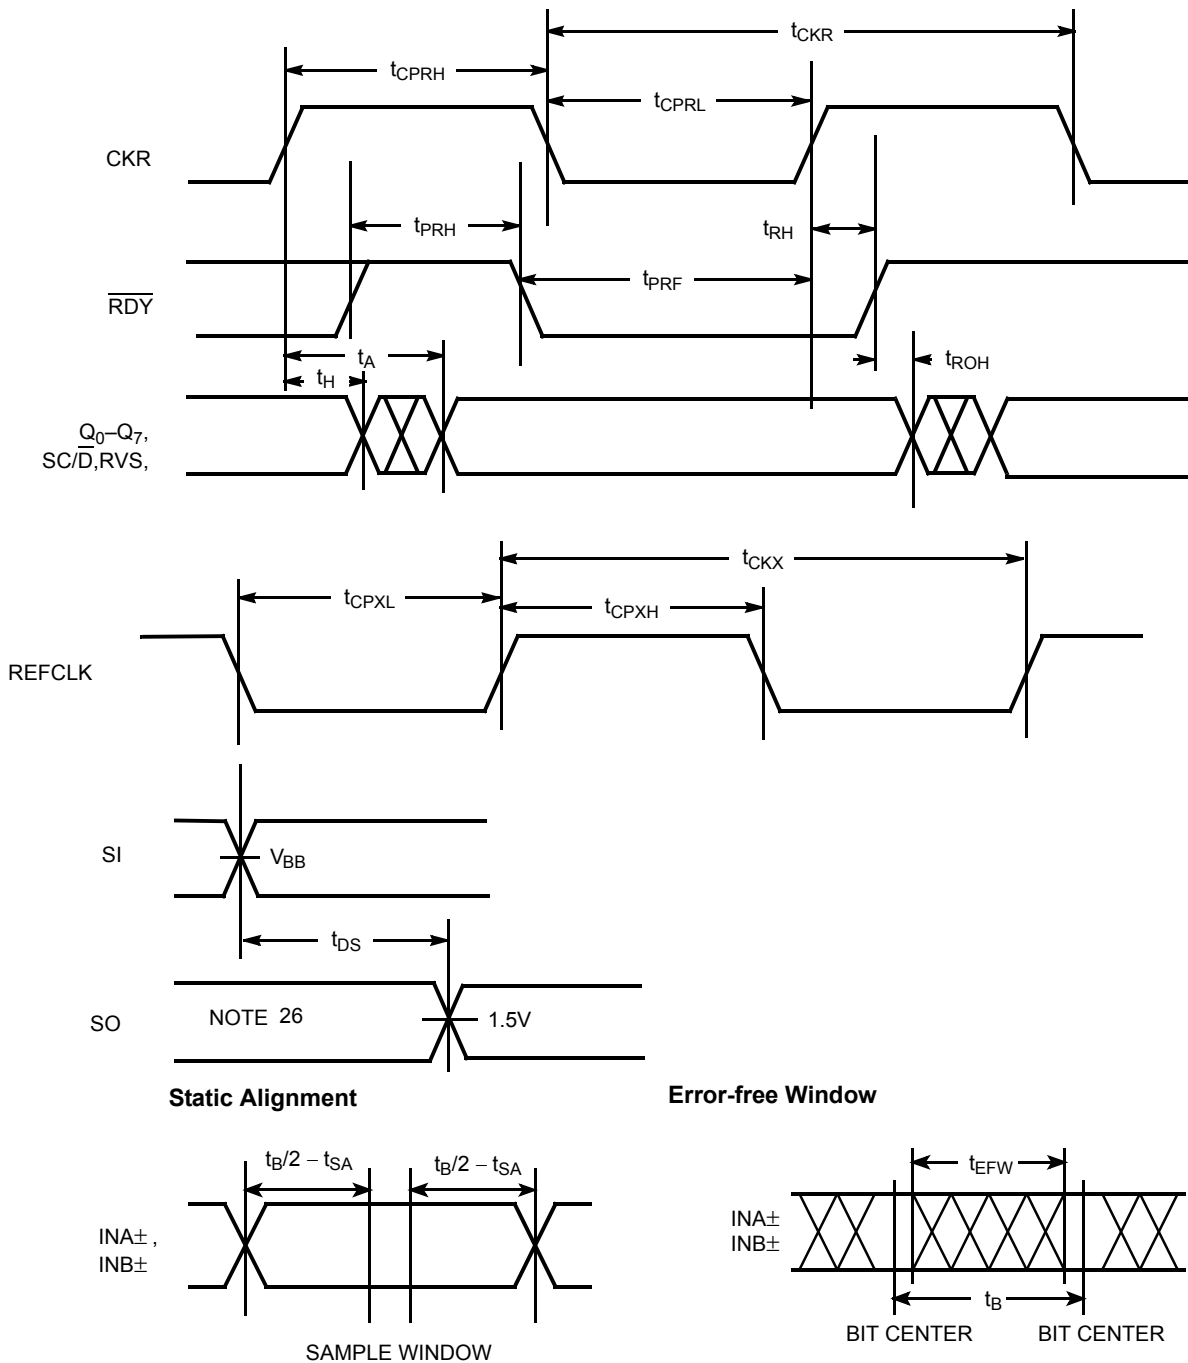 tCKR
tCPRH
tCPRL
CKR
tPRH
tRH
tPRF
RDY
tA
tROH
tH
Q0–Q7,
SC/D,RVS,
tCKX
tCPXL
tCPXH
REFCLK
SI
VBB
tDS
SO
NOTE 26
1.5V
Static Alignment
Error-free Window
tB/2 – tSA
tB/2 – tSA
tEFW
INA± ,
INB±
INA±
INB±
tB
BIT CENTER
BIT CENTER
SAMPLE WINDOW